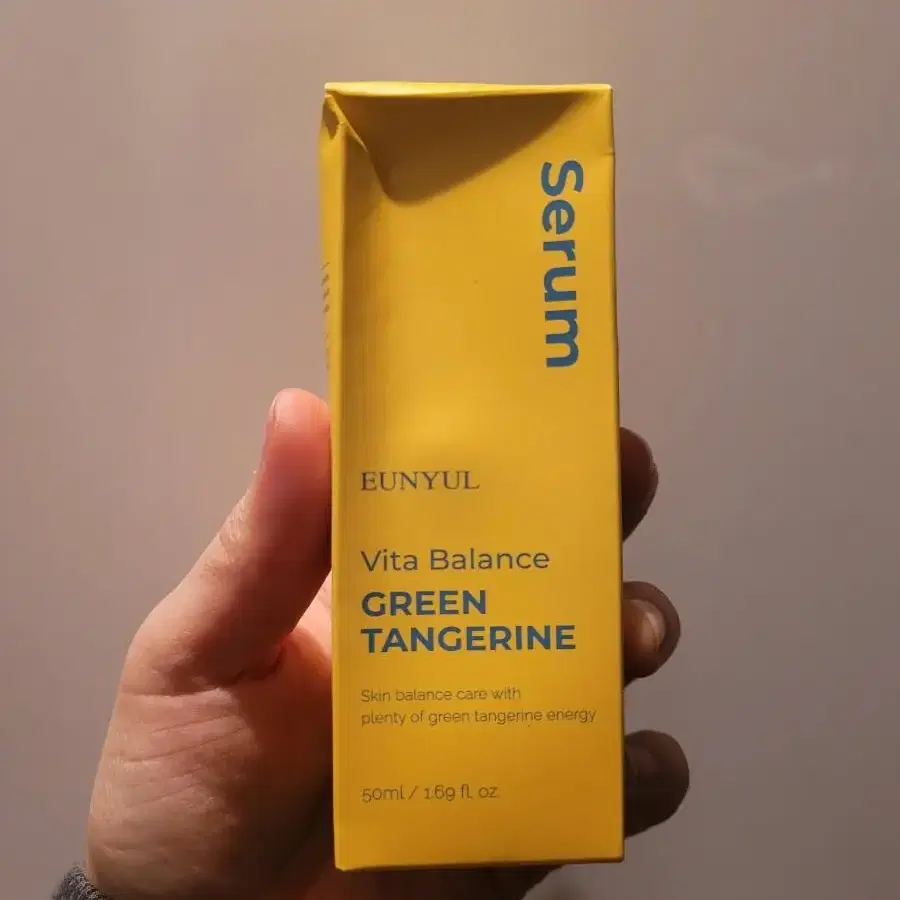 Serum
EUNYUL
Vita Balance
GREEN
TANGERINE
Skin balance care with
plenty of green tangerine energy
50ml / 1.69 fl. oz.